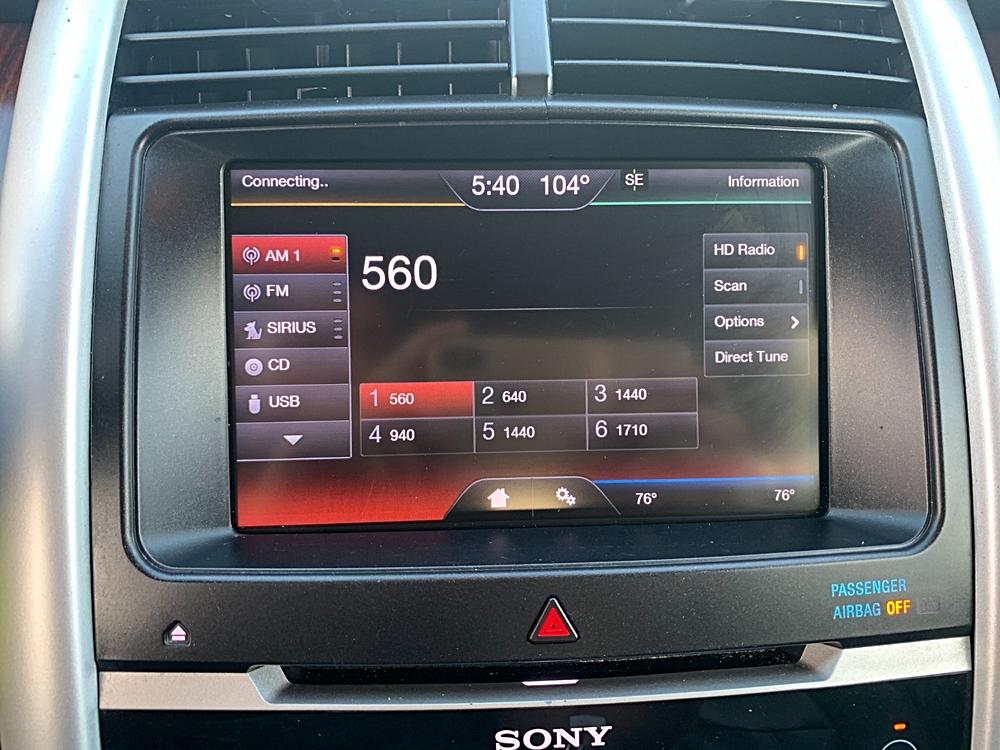 Connecting.. 5:40 104° SE Information
AM 1
FM
SIRIUS
CD
USB
560
HD Radio
Scan
Options
Direct Tune
1 560 2 640 3 1440
4 940 5 1440 6 1710
76° 76°
PASSENGER
AIRBAG OFF
SONY